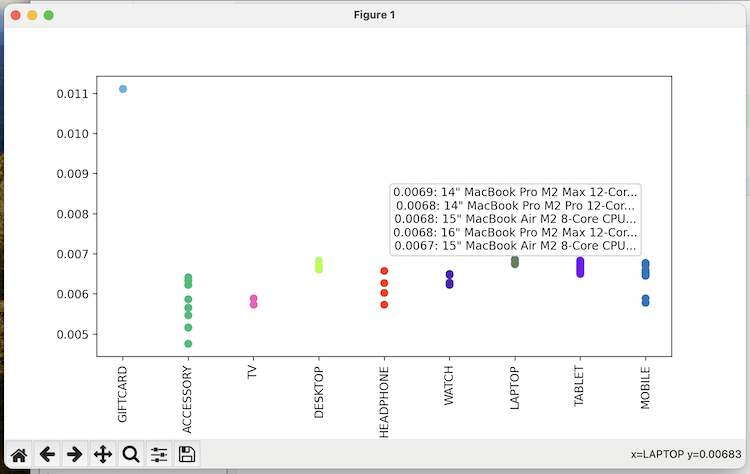 Figure 1
0.011
0.010
0.009
0.008
0.007
0.006
0.005
0.0069: 14" MacBook Pro M2 Max 12-Cor...
0.0068: 14" MacBook Pro M2 Pro 12-Cor...
0.0068: 15" MacBook Air M2 8-Core CPU...
0.0068: 16" MacBook Pro M2 Max 12-Cor...
0.0067: 15" MacBook Air M2 8-Core CPU...
GIFTCARD
ACCESSORY
TV
DESKTOP
HEADPHONE
WATCH
LAPTOP
TABLET
MOBILE
x=LAPTOP y=0.00683